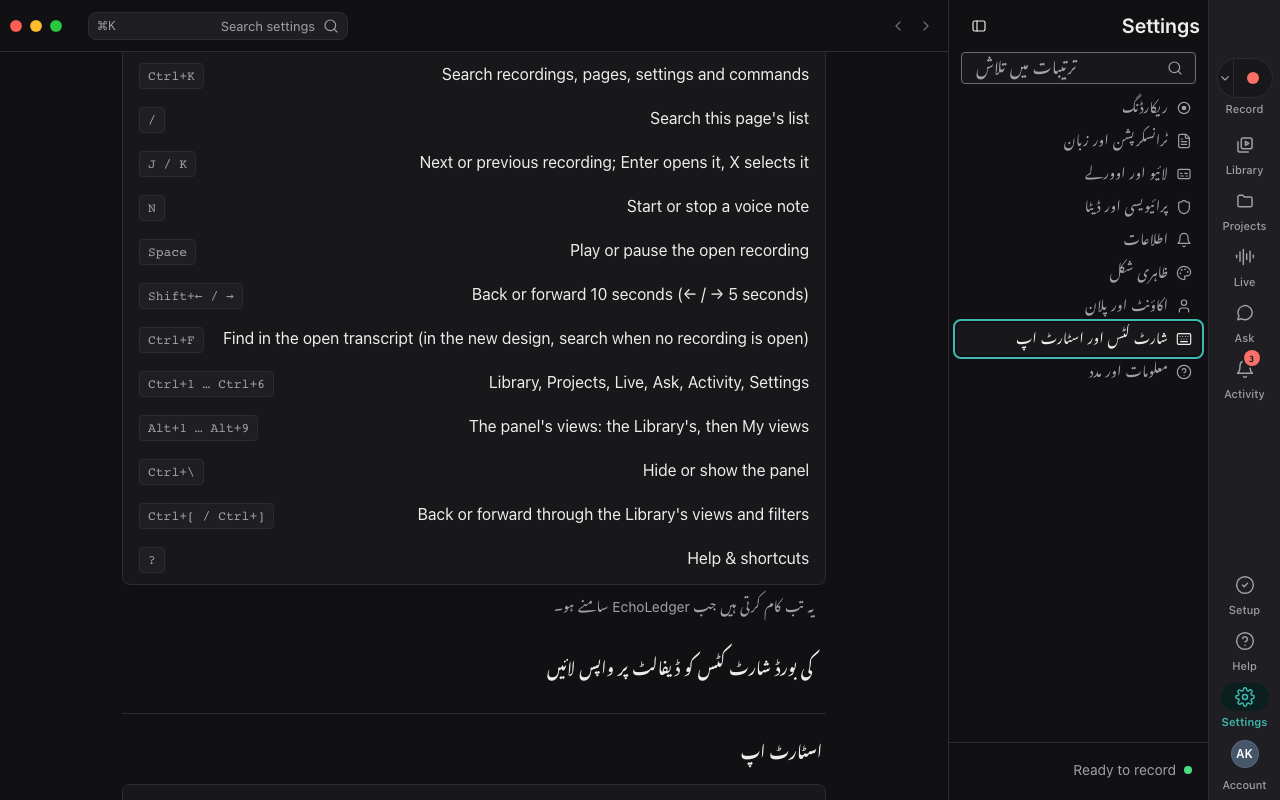 ⌘K
Search settings
Settings
ترتیبات میں تلاش
ریکارڈنگ
ٹرانسکرپشن اور زبان
لائیو اور اوورلے
پرائیویسی اور ڈیٹا
اطلاعات
ظاہری شکل
اکاؤنٹ اور پلان
شارٹ کٹس اور اسٹارٹ اپ
معلومات اور مدد
Ready to record
Record
Library
Projects
Live
Ask
3
Activity
Setup
Help
Settings
AK
Account
Search recordings, pages, settings and commands Ctrl+K
Search this page's list /
Next or previous recording; Enter opens it, X selects it J / K
Start or stop a voice note N
Play or pause the open recording Space
Back or forward 10 seconds (← / → 5 seconds) Shift+← / →
Find in the open transcript (in the new design, search when no recording is open) Ctrl+F
Library, Projects, Live, Ask, Activity, Settings Ctrl+1 … Ctrl+6
The panel's views: the Library's, then My views Alt+1 … Alt+9
Hide or show the panel Ctrl+\
Back or forward through the Library's views and filters Ctrl+[ / Ctrl+]
Help & shortcuts ?
یہ تب کام کرتی ہیں جب EchoLedger سامنے ہو۔
کی بورڈ شارٹ کٹس کو ڈیفالٹ پر واپس لائیں
اسٹارٹ اپ